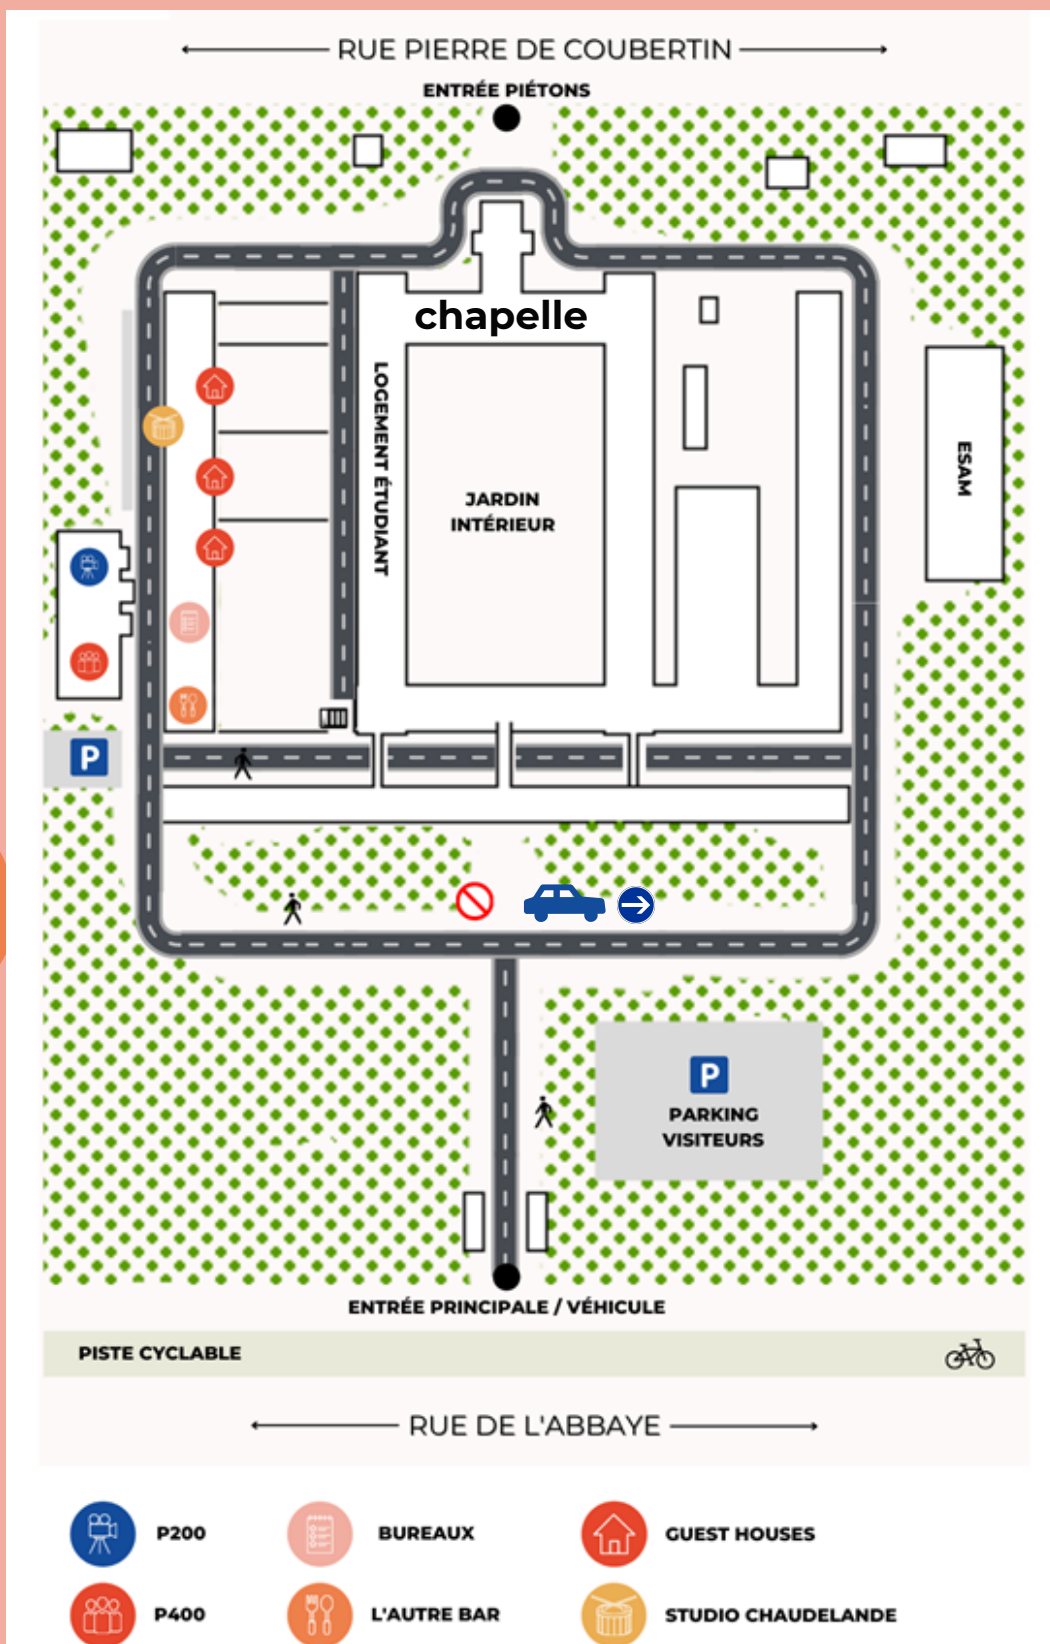 RUE PIERRE DE COUBERTIN
ENTRÉE PIÉTONS
chapelle
LOGEMENT ÉTUDIANT
JARDIN
INTÉRIEUR
ESAM
P
P
PARKING
VISITEURS
ENTRÉE PRINCIPALE / VÉHICULE
PISTE CYCLABLE
RUE DE L'ABBAYE
P200
BUREAUX
GUEST HOUSES
P400
L'AUTRE BAR
STUDIO CHAUDELANDE